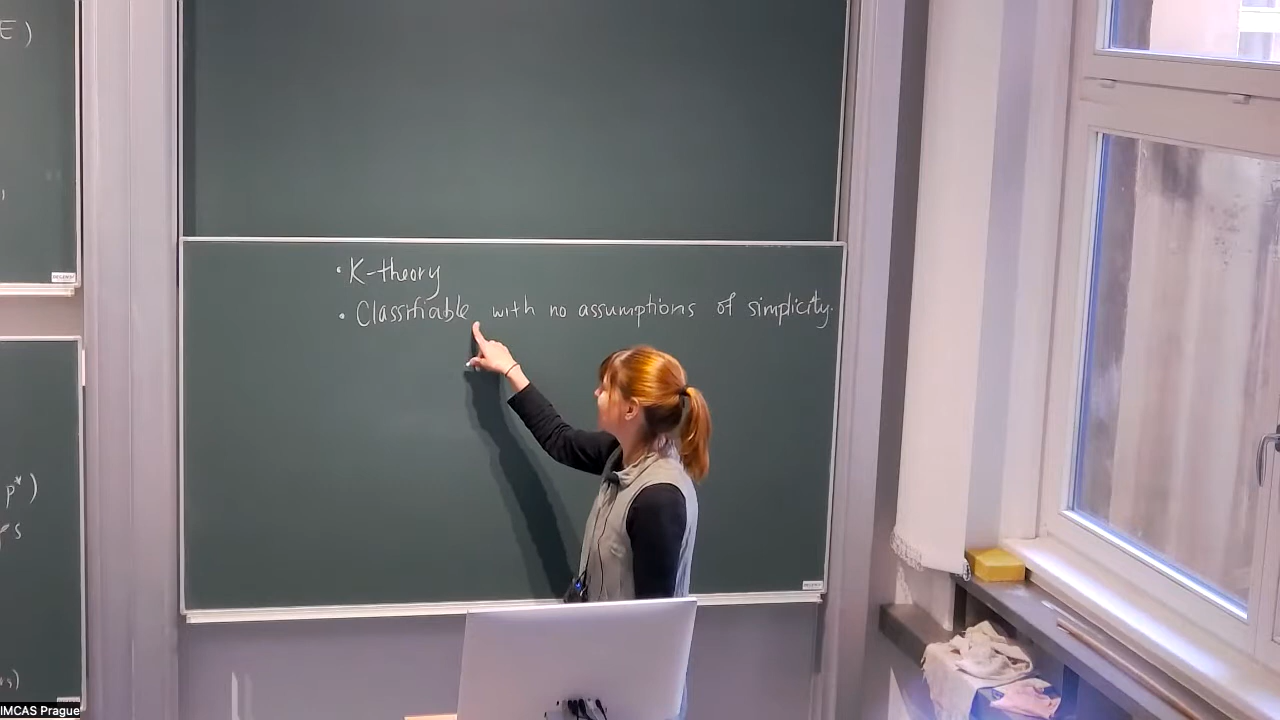 E)
• K-theory
• Classifiable with no assumptions of simplicity.
p*)
s)
IMCAS Prague